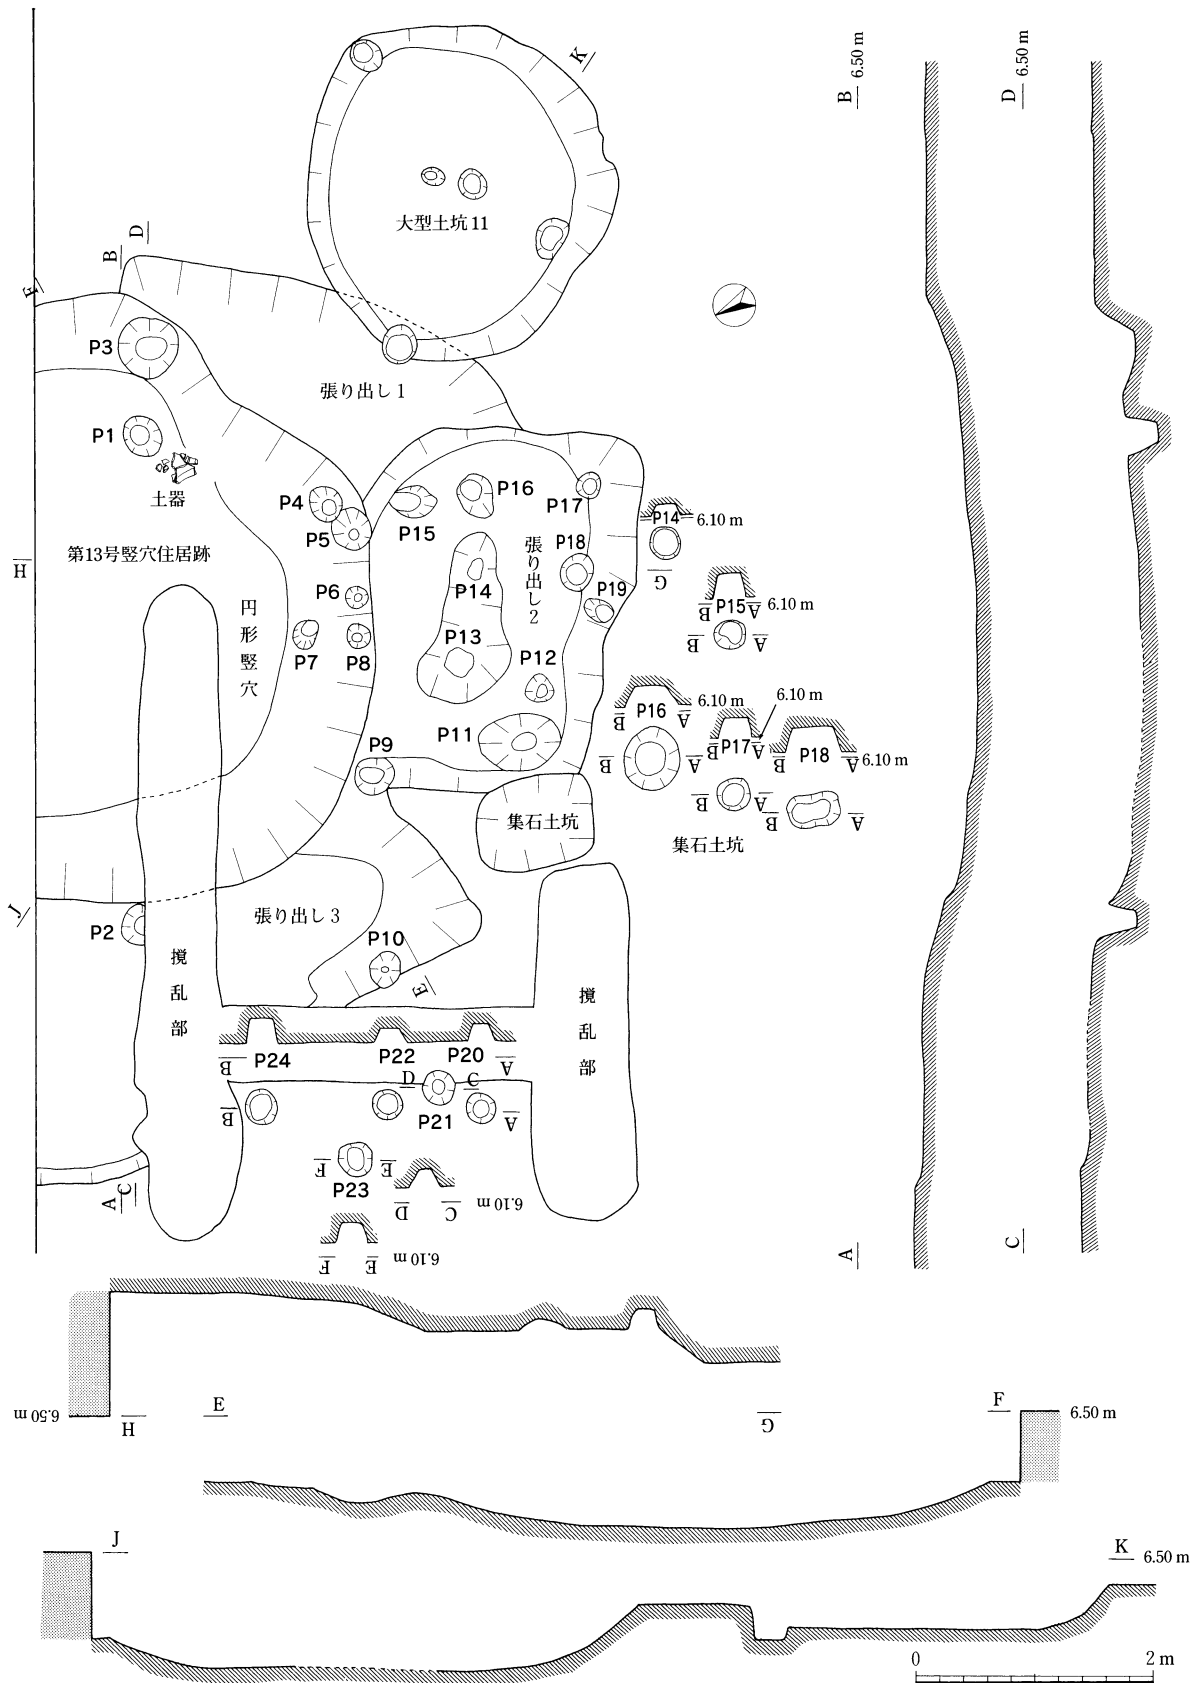 K
B 6.50 m
D 6.50 m
大型土坑11
B
D
F
P3
張り出し1
P1
土器
P4
P5
P15
P16
P17
P14
6.10 m
G
第13号竪穴住居跡
H
張り出し2
P18
P19
P14
P13
P12
P6
P7
P8
円形竪穴
P15
B
A
6.10 m
B
A
P16
B
A
6.10 m
6.10 m
P17
B
A
P18
B
A
6.10 m
B
A
B
A
B
A
P11
P9
集石土坑
集石土坑
J
P2
張り出し3
P10
E
撹乱部
撹乱部
B
P24
P22
P20
A
D
C
B
P21
A
F
E
P23
D
C
6.10 m
F
E
6.10 m
A
C
A
C
6.50 m
H
E
G
F
6.50 m
J
K
6.50 m
0
2 m